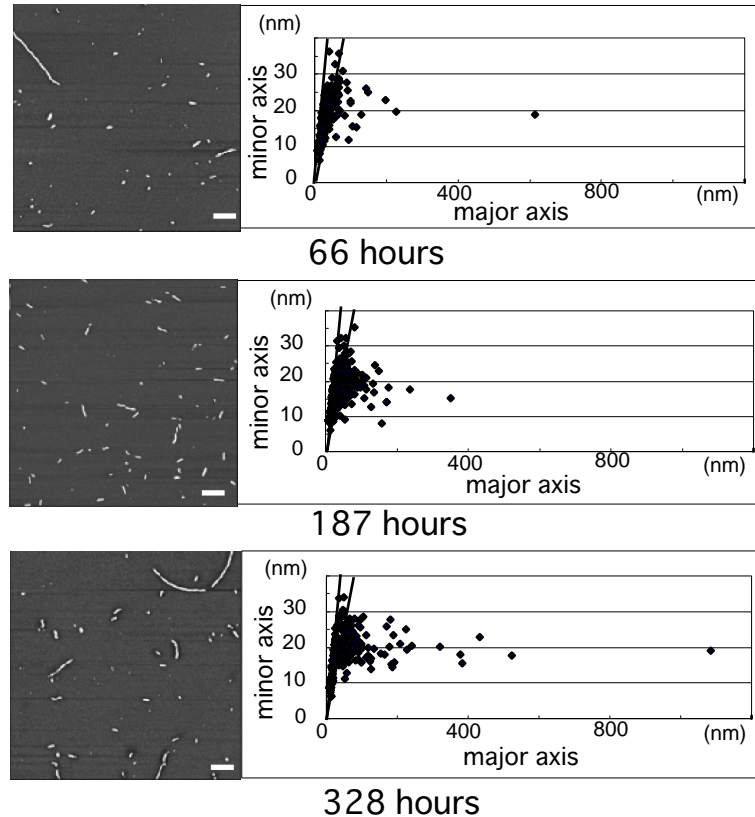 (nm)
30
20
10
0
minor axis
0
400
800
(nm)
major axis
66 hours
(nm)
30
20
10
0
minor axis
0
400
800
(nm)
major axis
187 hours
(nm)
30
20
10
0
minor axis
0
400
800
(nm)
major axis
328 hours